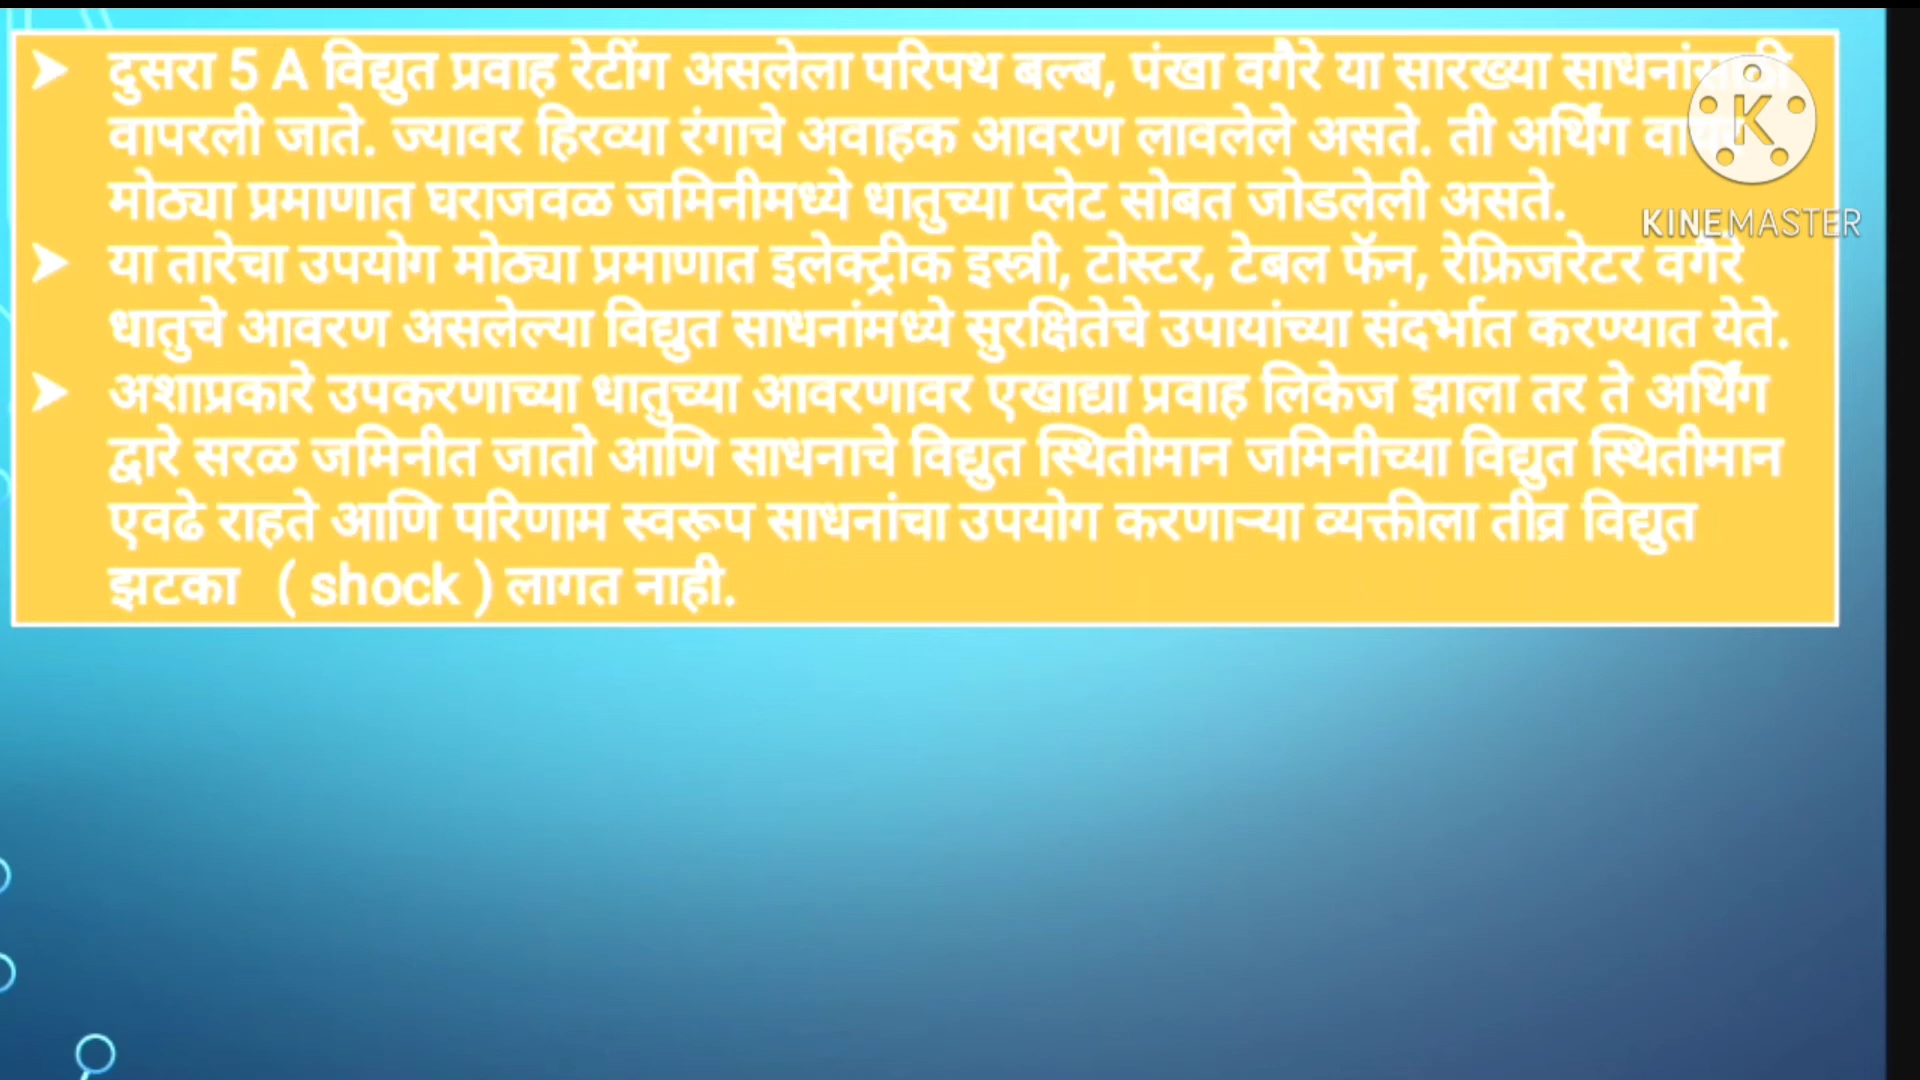 ➤ दुसरा 5 A विद्युत प्रवाह रेटींग असलेला परिपथ बल्ब, पंखा वगैरे या सारख्या
वापरली जाते. ज्यावर हिरव्या रंगाचे अवाहक आवरण लावलेले असते. ती अर्थिंग
मोठ्या प्रमाणात घराजवळ जमिनीमध्ये धातुच्या प्लेट सोबत जोडलेली असते.
➤ या तारेचा उपयोग मोठ्या प्रमाणात इलेक्ट्रीक इस्त्री, टोस्टर, टेबल फॅन, रेफ्रिजरेटर वगैरे
धातुचे आवरण असलेल्या विद्युत साधनांमध्ये सुरक्षितेचे उपायांच्या संदर्भात करण्यात येते.
➤ अशाप्रकारे उपकरणाच्या धातुच्या आवरणावर एखाद्या प्रवाह लिकेज झाला तर ते अर्थिंग
द्वारे सरळ जमिनीत जातो आणि साधनाचे विद्युत स्थितीमान जमिनीच्या विद्युत स्थितीमान
एवढे राहते आणि परिणाम स्वरूप साधनांचा उपयोग करणाऱ्या व्यक्तीला तीव्र विद्युत
झटका ( shock ) लागत नाही.
K
KINEMASTER